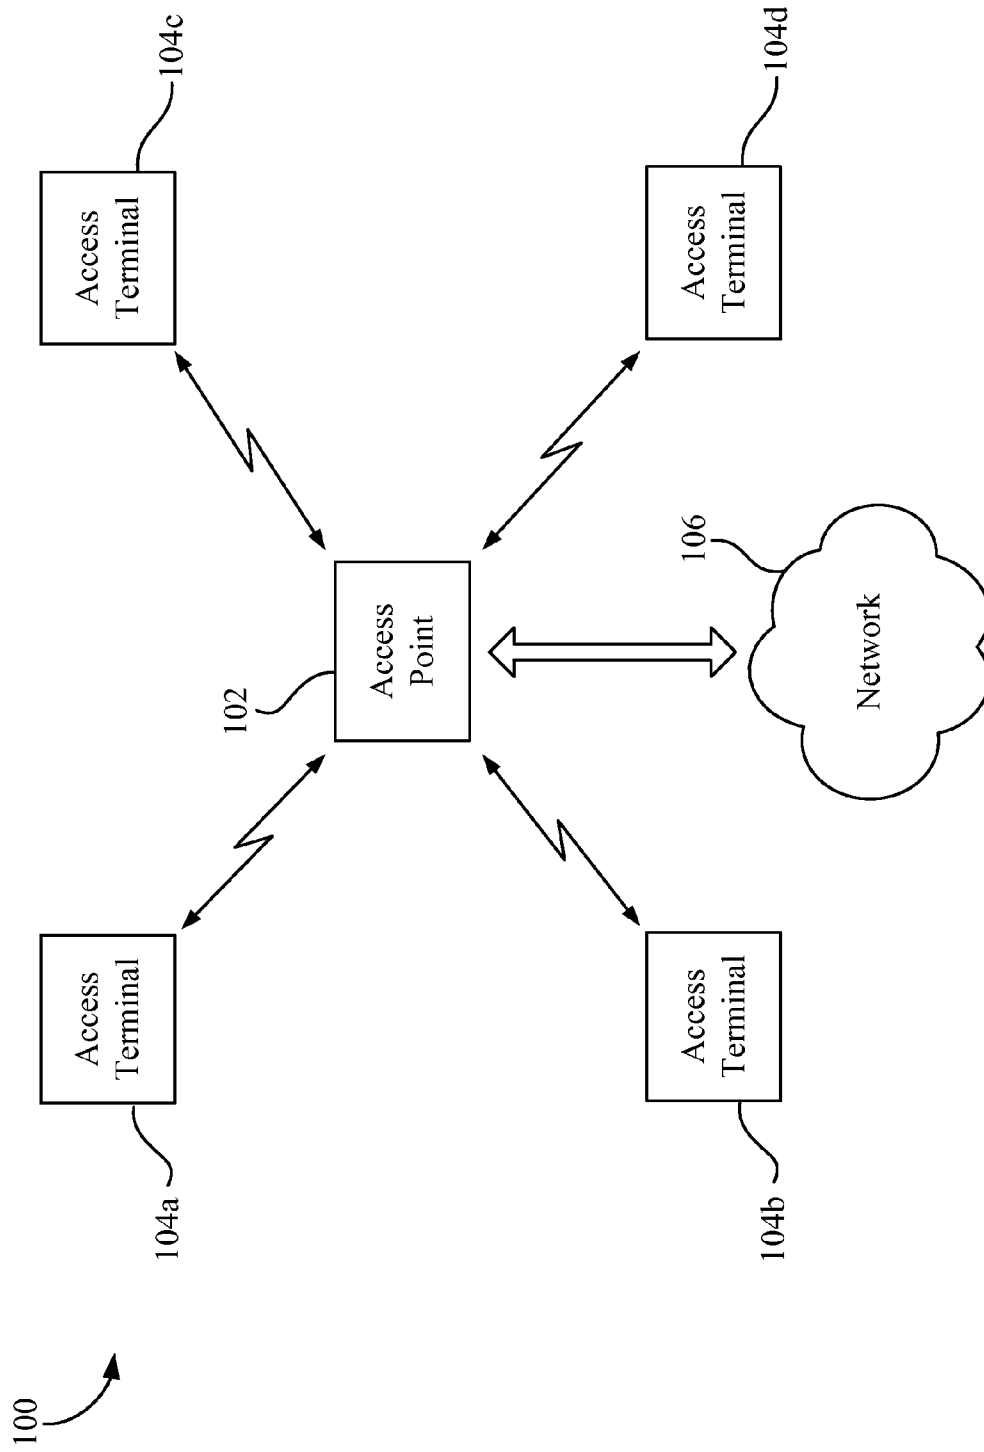 100
Access
Terminal
104a
Access
Terminal
104c
102
Access
Point
Access
Terminal
104b
106
Access
Terminal
104d
Network